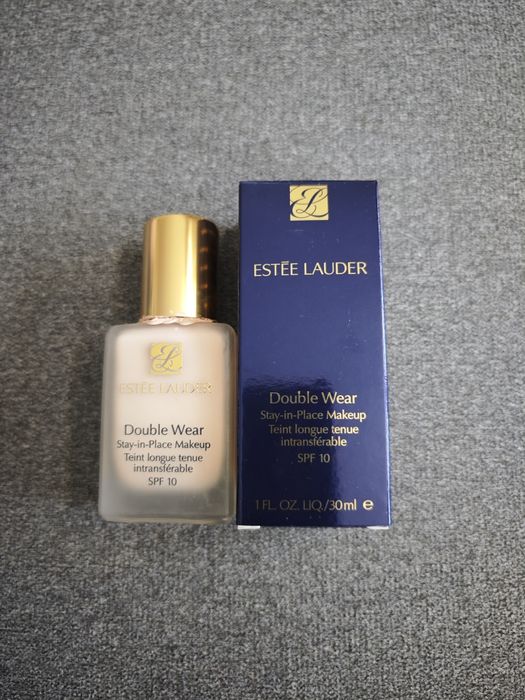 ESTĒE LAUDER
Double Wear
Stay-in-Place Makeup
Teint longue tenue
intransférable
SPF 10
ESTĒE LAUDER
Double Wear
Stay-in-Place Makeup
Teint longue tenue
intransférable
SPF 10
1 FL. OZ. LIQ./30ml e